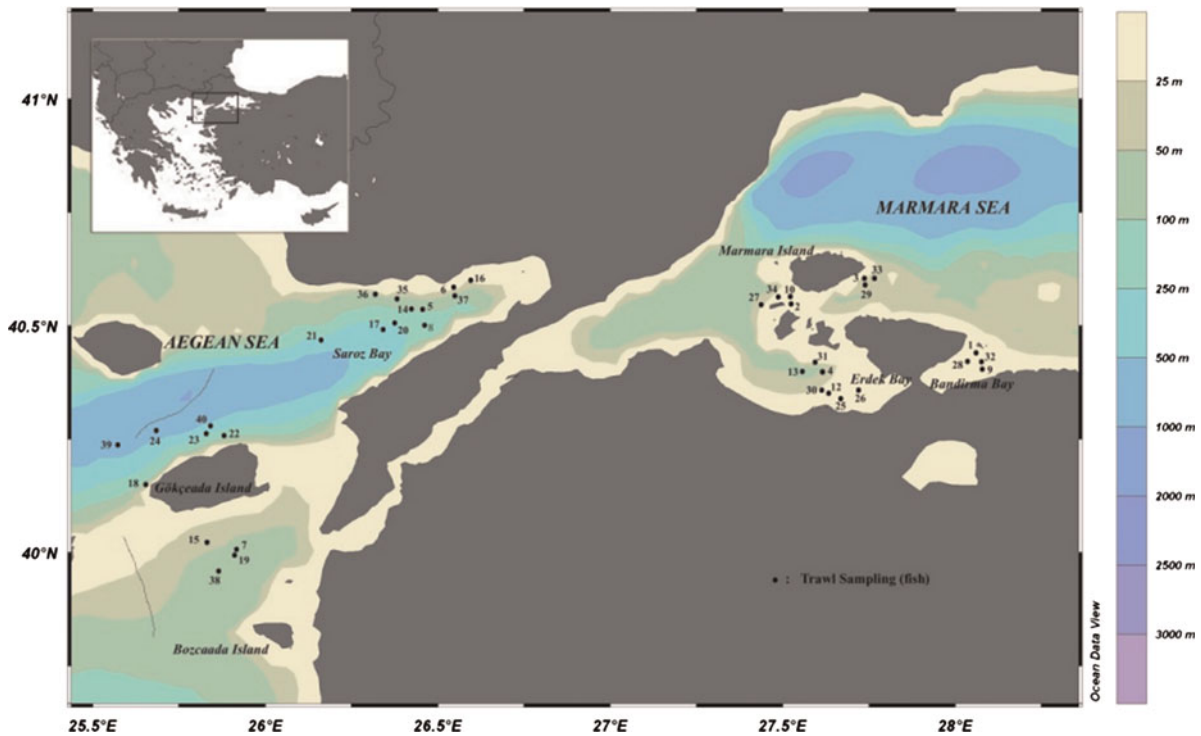 41°N
40.5°N
40°N
25.5°E
26°E
26.5°E
27°E
27.5°E
28°E
MARMARA SEA
Marmara Island
AEGEAN SEA
Saroz Bay
Erdek Bay
Bandirma Bay
Gökçeada Island
Bozcaada Island
16
6
35
36
37
14
5
17
20
8
21
40
23
22
24
39
18
15
7
19
38
3
33
29
34
10
27
2
1
28
32
9
31
13
4
30
12
25
26
• : Trawl Sampling (fish)
25 m
50 m
100 m
250 m
500 m
1000 m
2000 m
2500 m
3000 m
Ocean Data View